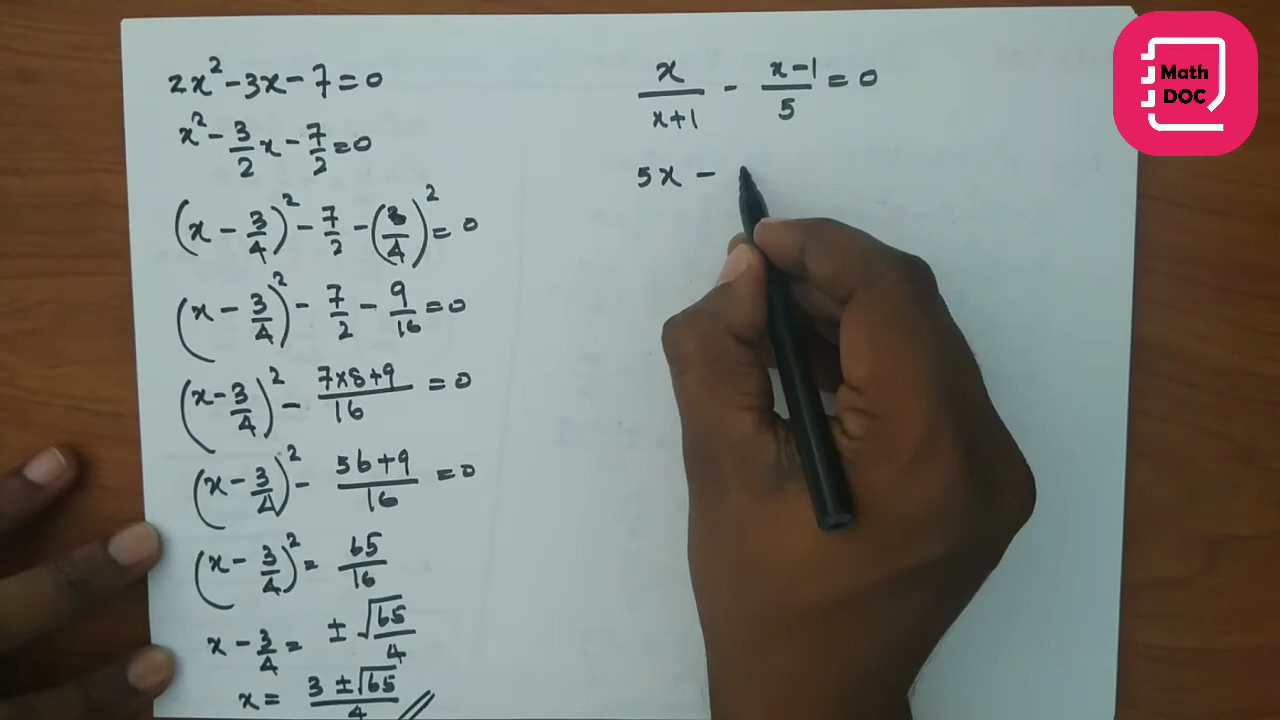 2x² - 3x - 7 = 0
x² - 3/2 x - 7/2 = 0
(x - 3/4)² - 7/2 - (3/4)² = 0
(x - 3/4)² - 7/2 - 9/16 = 0
(x - 3/4)² - 7×8+9/16 = 0
(x - 3/4)² - 56+9/16 = 0
(x - 3/4)² = 65/16
x - 3/4 = ± √65/4
x = 3 ± √65/4
x/x+1 - x-1/5 = 0
5x -
Math
DOC